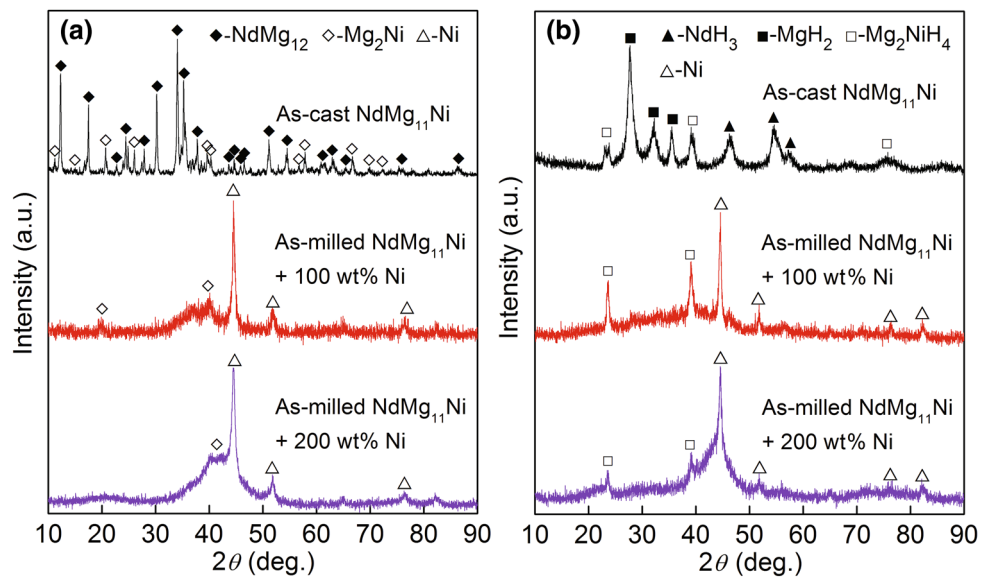 (a) ◆-NdMg₁₂ ◇-Mg₂Ni △-Ni
As-cast NdMg₁₁Ni
As-milled NdMg₁₁Ni
+ 100 wt% Ni
As-milled NdMg₁₁Ni
+ 200 wt% Ni
Intensity (a.u.)
10 20 30 40 50 60 70 80 90
2θ (deg.)
(b) ▲-NdH₃ ■-MgH₂ □-Mg₂NiH₄
△-Ni
As-cast NdMg₁₁Ni
As-milled NdMg₁₁Ni
+ 100 wt% Ni
As-milled NdMg₁₁Ni
+ 200 wt% Ni
Intensity (a.u.)
10 20 30 40 50 60 70 80 90
2θ (deg.)